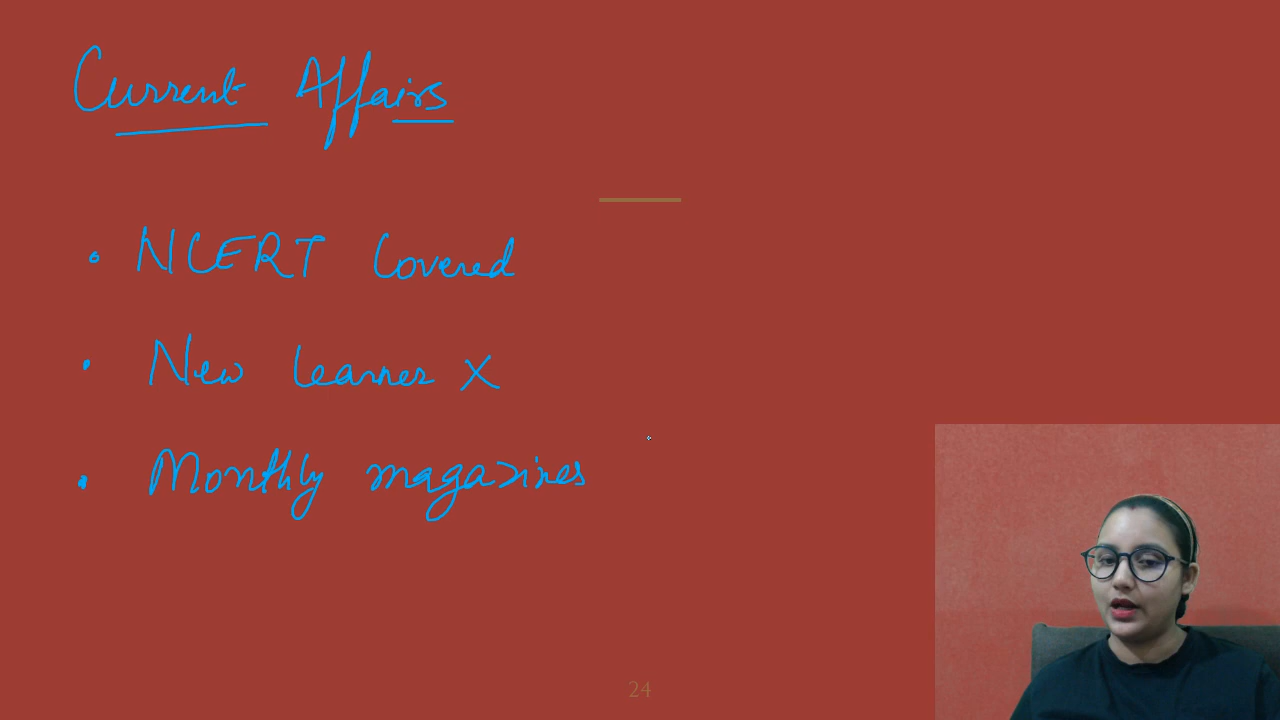 Current Affairs
• NCERT Covered
• New learner X
• Monthly magazines
24